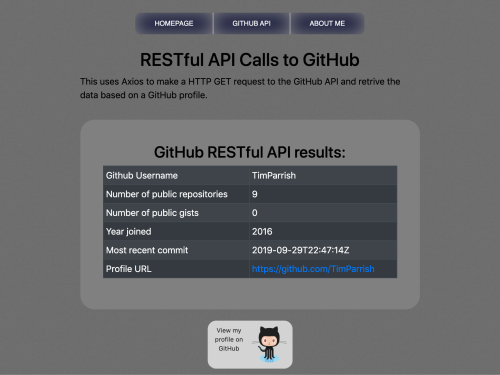 HOMEPAGE GITHUB API ABOUT ME
RESTful API Calls to GitHub
This uses Axios to make a HTTP GET request to the GitHub API and retrive the
data based on a GitHub profile.
GitHub RESTful API results:
Github Username TimParrish
Number of public repositories 9
Number of public gists 0
Year joined 2016
Most recent commit 2019-09-29T22:47:14Z
Profile URL https://github.com/TimParrish
View my
profile on
GitHub